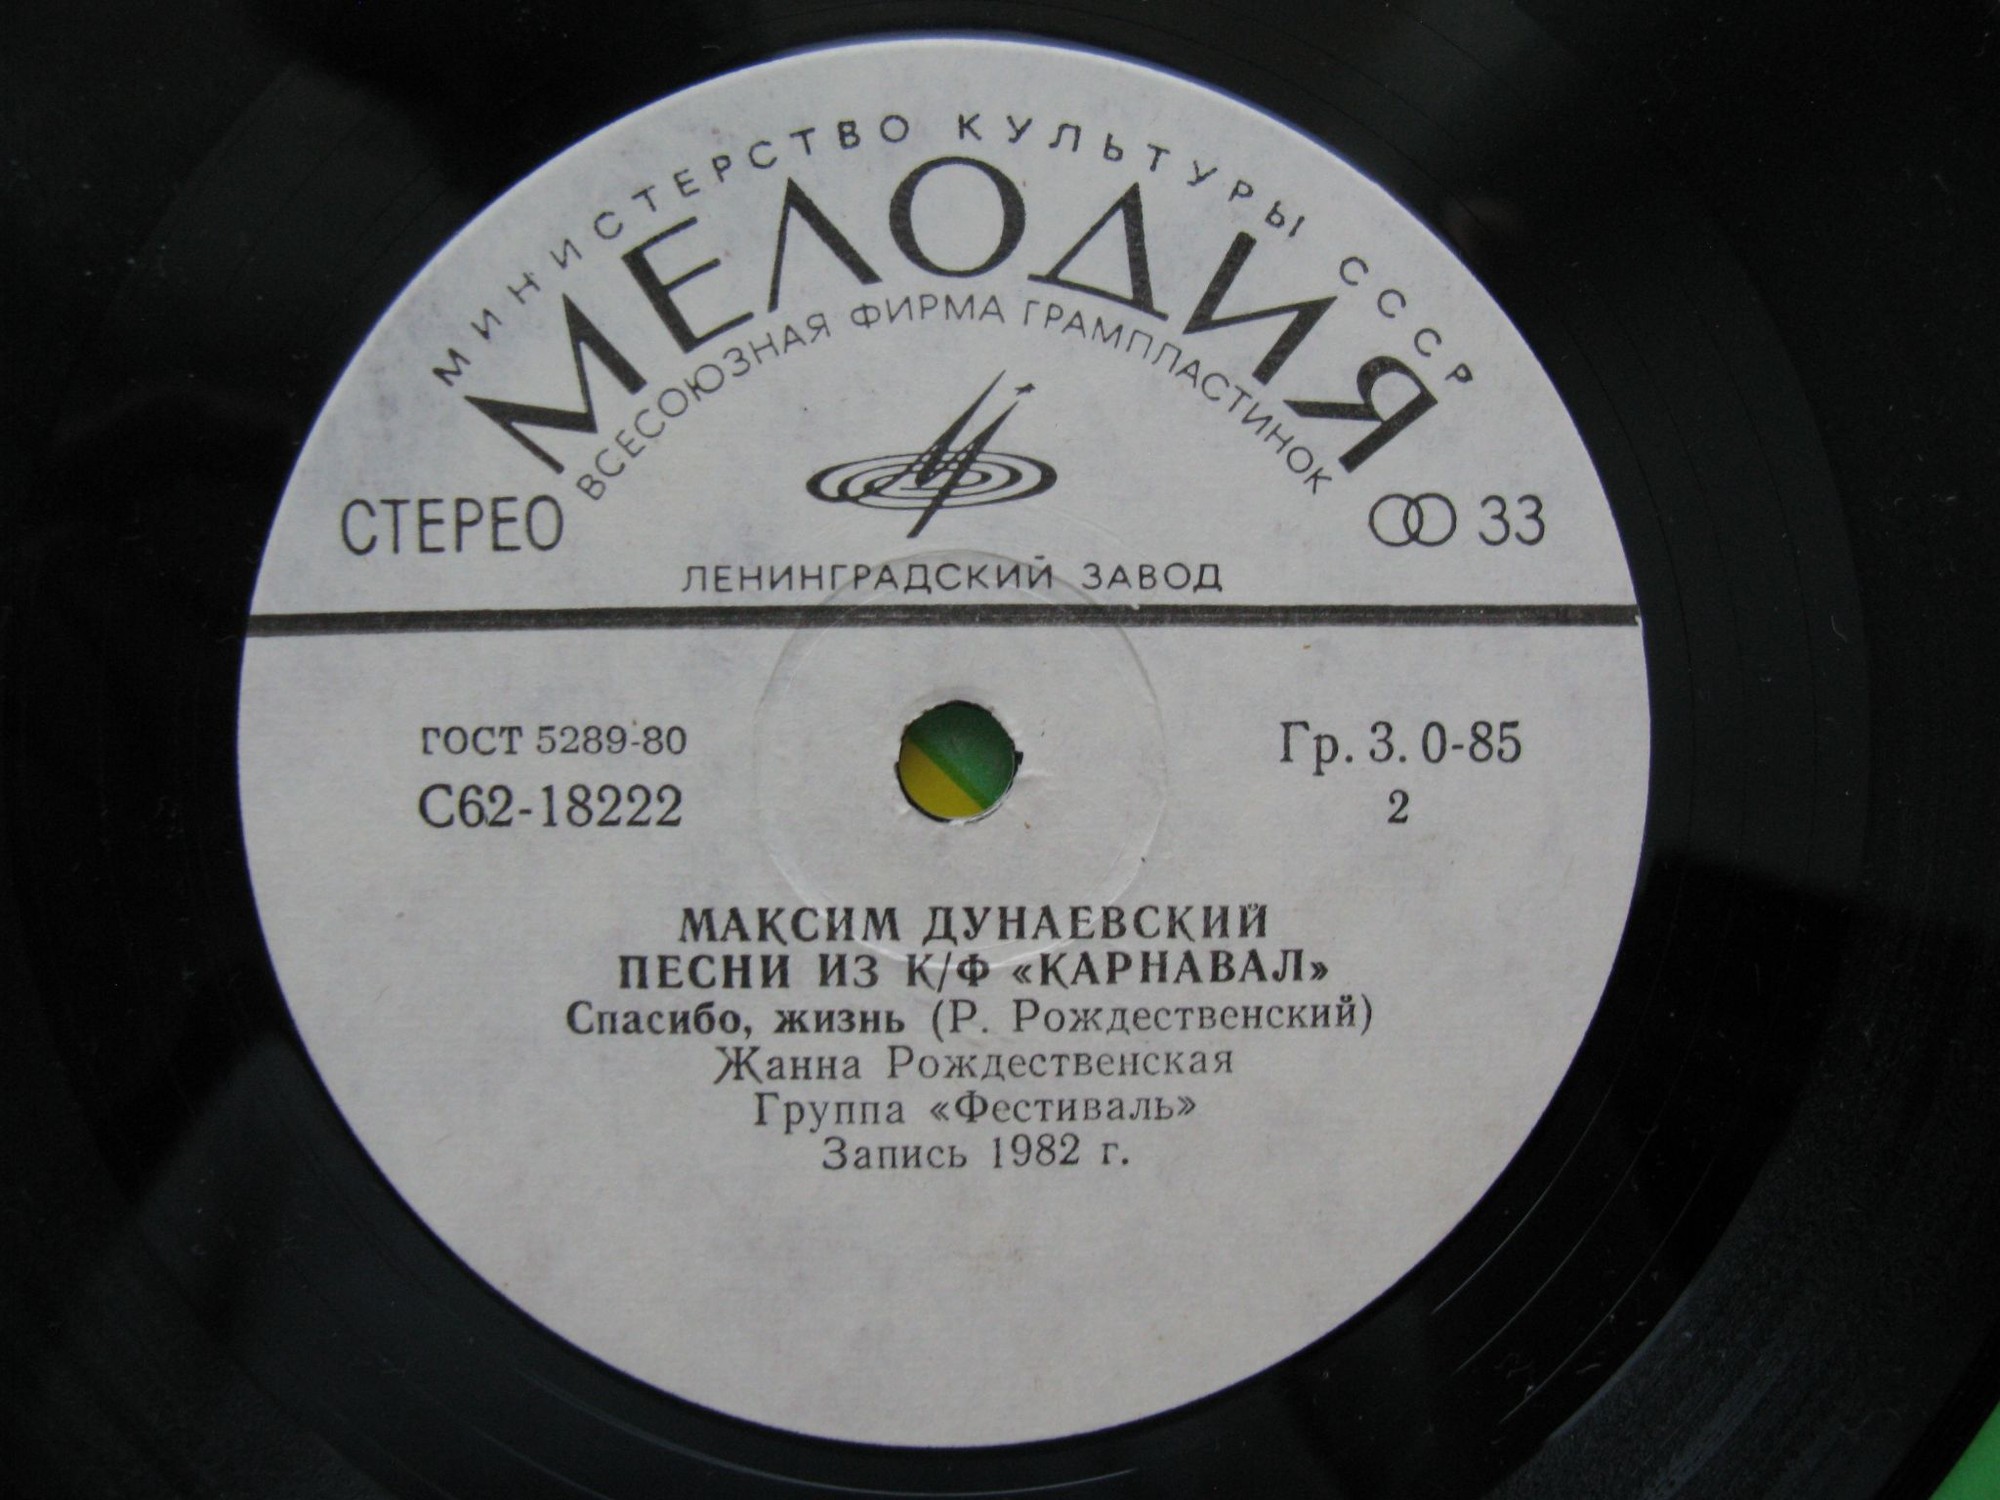 МИНИСТЕРСТВО КУЛЬТУРЫ СССР
МЕЛОДИЯ
ВСЕСОЮЗНАЯ ФИРМА ГРАМПЛАСТИНОК
СТЕРЕО
33
ЛЕНИНГРАДСКИЙ ЗАВОД
ГОСТ 5289-80
Гр. 3. 0-85
С62-18222
2
МАКСИМ ДУНАЕВСКИЙ
ПЕСНИ ИЗ К/Ф «КАРНАВАЛ»
Спасибо, жизнь (Р. Рождественский)
Жанна Рождественская
Группа «Фестиваль»
Запись 1982 г.